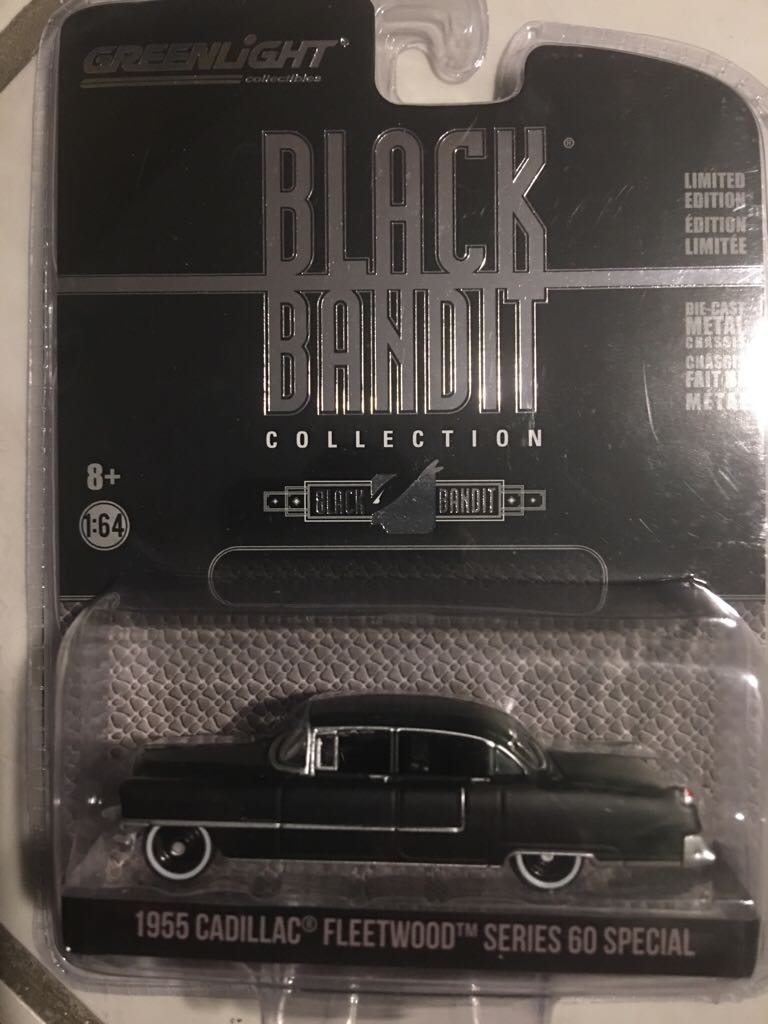 GREENLiGHT®
collectibles
BLACK
BANDIT
®
COLLECTION
LIMITED
EDITION
ÉDITION
LIMITÉE
DIE-CAST
METAL
CHASSIS
CHÂSSIS
FAIT
MÉTAL
8+
1:64
BLACK BANDIT
1955 CADILLAC® FLEETWOOD™ SERIES 60 SPECIAL